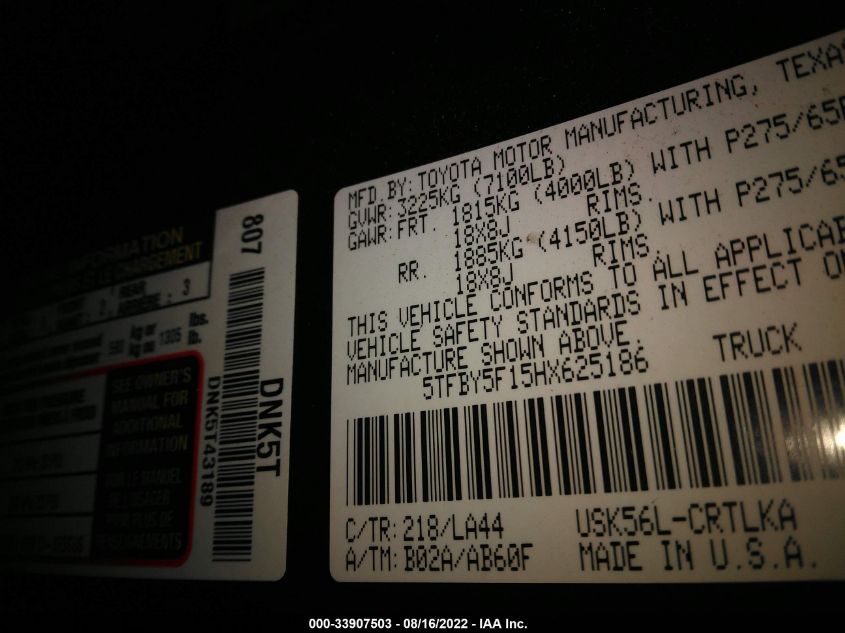 807
DNK5T
DNK5T43189
SEE OWNER'S
MANUAL FOR
ADDITIONAL
INFORMATION
MFD. BY: TOYOTA MOTOR MANUFACTURING, TEXAS
GVWR: 3225KG (7100LB)
GAWR: FRT. 1815KG (4000LB) WITH P275/65
18X8J RIMS.
RR. 1885KG (4150LB) WITH P275/65
18X8J RIMS.
THIS VEHICLE CONFORMS TO ALL APPLICAB
VEHICLE SAFETY STANDARDS IN EFFECT ON
MANUFACTURE SHOWN ABOVE.
5TFBY5F15HX625186 TRUCK
C/TR: 218/LA44 USK56L-CRTLKA
A/TM: B02A/AB60F MADE IN U.S.A.
000-33907503 - 08/16/2022 - IAA Inc.